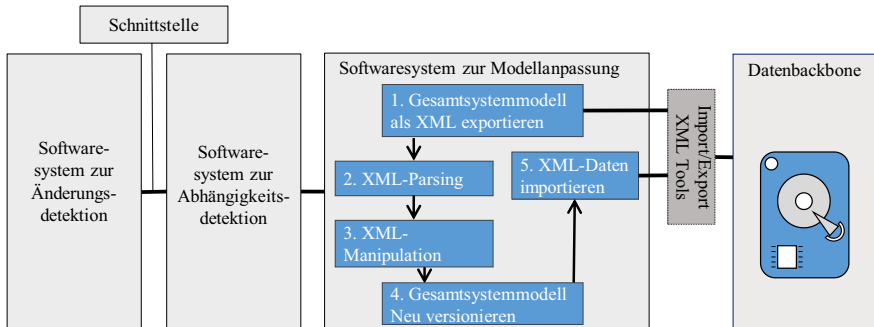 Schnittstelle
Software-
system zur
Änderungs-
detektion
Software-
system zur
Abhängigkeits-
detektion
Softwaresystem zur Modellanpassung
1. Gesamtsystemmodell
als XML exportieren
2. XML-Parsing
3. XML-
Manipulation
4. Gesamtsystemmodell
Neu versionieren
5. XML-Daten
importieren
Import/Export
XML Tools
Datenbackbone